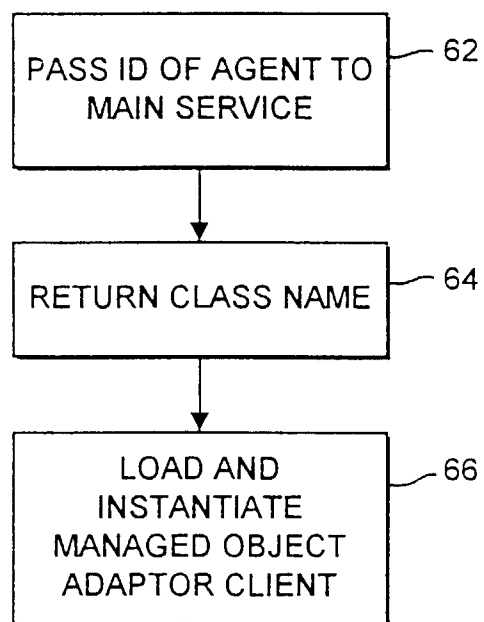 PASS ID OF AGENT TO
MAIN SERVICE
62
RETURN CLASS NAME
64
LOAD AND
INSTANTIATE
MANAGED OBJECT
ADAPTOR CLIENT
66